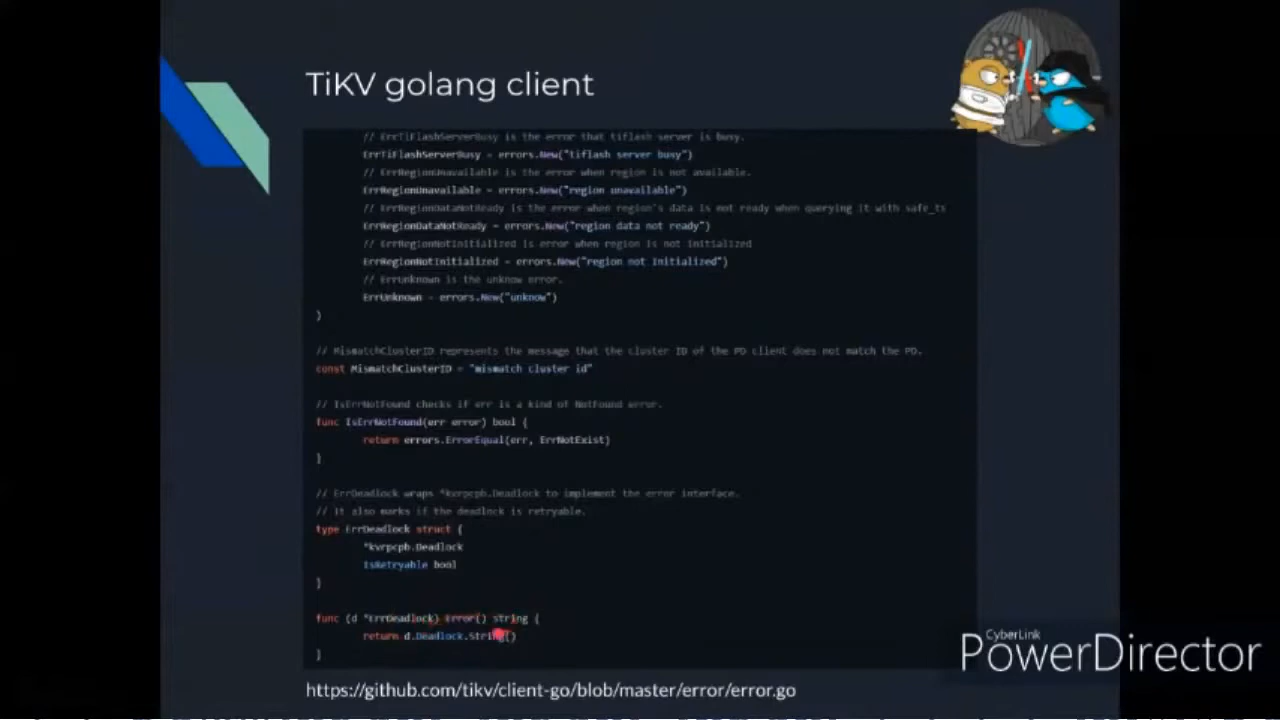 TiKV golang client
// ErrTiFlashServerBusy is the error that tiflash server is busy.
ErrTiFlashServerBusy = errors.New("tiflash server busy")
// ErrRegionUnavailable is the error when region is not available.
ErrRegionUnavailable = errors.New("region unavailable")
// ErrRegionDataNotReady is the error when region's data is not ready when querying it with safe_ts
ErrRegionDataNotReady = errors.New("region data not ready")
// ErrRegionNotInitialized is error when region is not initialized
ErrRegionNotInitialized = errors.New("region not Initialized")
// ErrUnknown is the unknow error.
ErrUnknown = errors.New("unknow")
)
// MismatchClusterID represents the message that the cluster ID of the PD client does not match the PD.
const MismatchClusterID = "mismatch cluster id"
// IsErrNotFound checks if err is a kind of NotFound error.
func IsErrNotFound(err error) bool {
return errors.ErrorEqual(err, ErrNotExist)
}
// ErrDeadlock wraps *kvrpcpb.Deadlock to implement the error interface.
// It also marks if the deadlock is retryable.
type ErrDeadlock struct {
*kvrpcpb.Deadlock
IsRetryable bool
}
func (d *ErrDeadlock) Error() string {
return d.Deadlock.String()
}
https://github.com/tikv/client-go/blob/master/error/error.go
CyberLink
PowerDirector